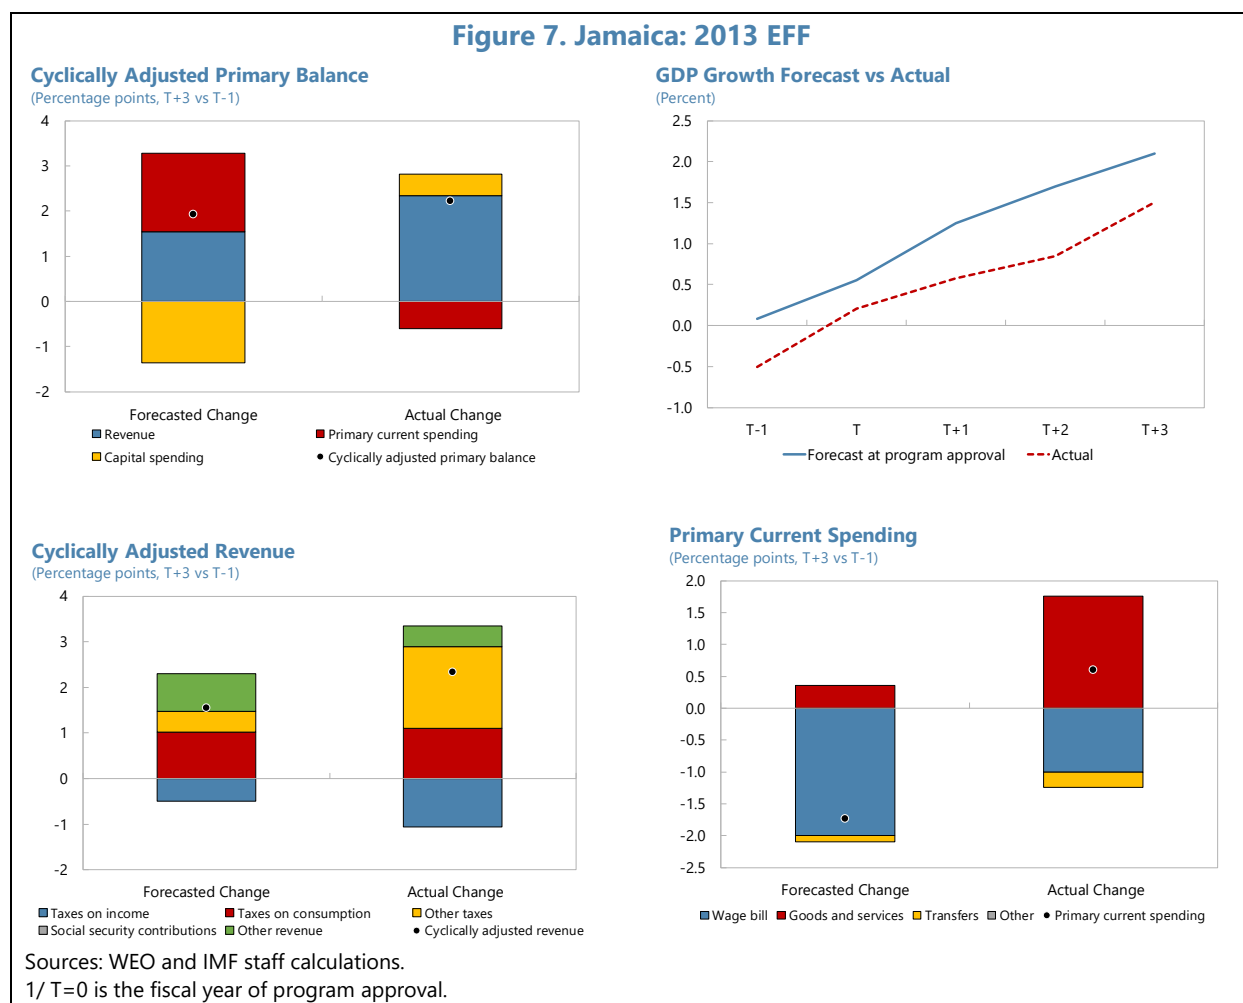 Figure 7. Jamaica: 2013 EFF
Cyclically Adjusted Primary Balance
(Percentage points, T+3 vs T-1)
4
3
2
1
0
-1
-2
Forecasted Change
Actual Change
Revenue
Primary current spending
Capital spending
Cyclically adjusted primary balance
GDP Growth Forecast vs Actual
(Percent)
2.5
2.0
1.5
1.0
0.5
0.0
-0.5
-1.0
T-1
T
T+1
T+2
T+3
Forecast at program approval
Actual
Cyclically Adjusted Revenue
(Percentage points, T+3 vs T-1)
4
3
2
1
0
-1
-2
Forecasted Change
Actual Change
Taxes on income
Taxes on consumption
Other taxes
Social security contributions
Other revenue
Cyclically adjusted revenue
Primary Current Spending
(Percentage points, T+3 vs T-1)
2.0
1.5
1.0
0.5
0.0
-0.5
-1.0
-1.5
-2.0
-2.5
Forecasted Change
Actual Change
Wage bill
Goods and services
Transfers
Other
Primary current spending
Sources: WEO and IMF staff calculations.
1/ T=0 is the fiscal year of program approval.